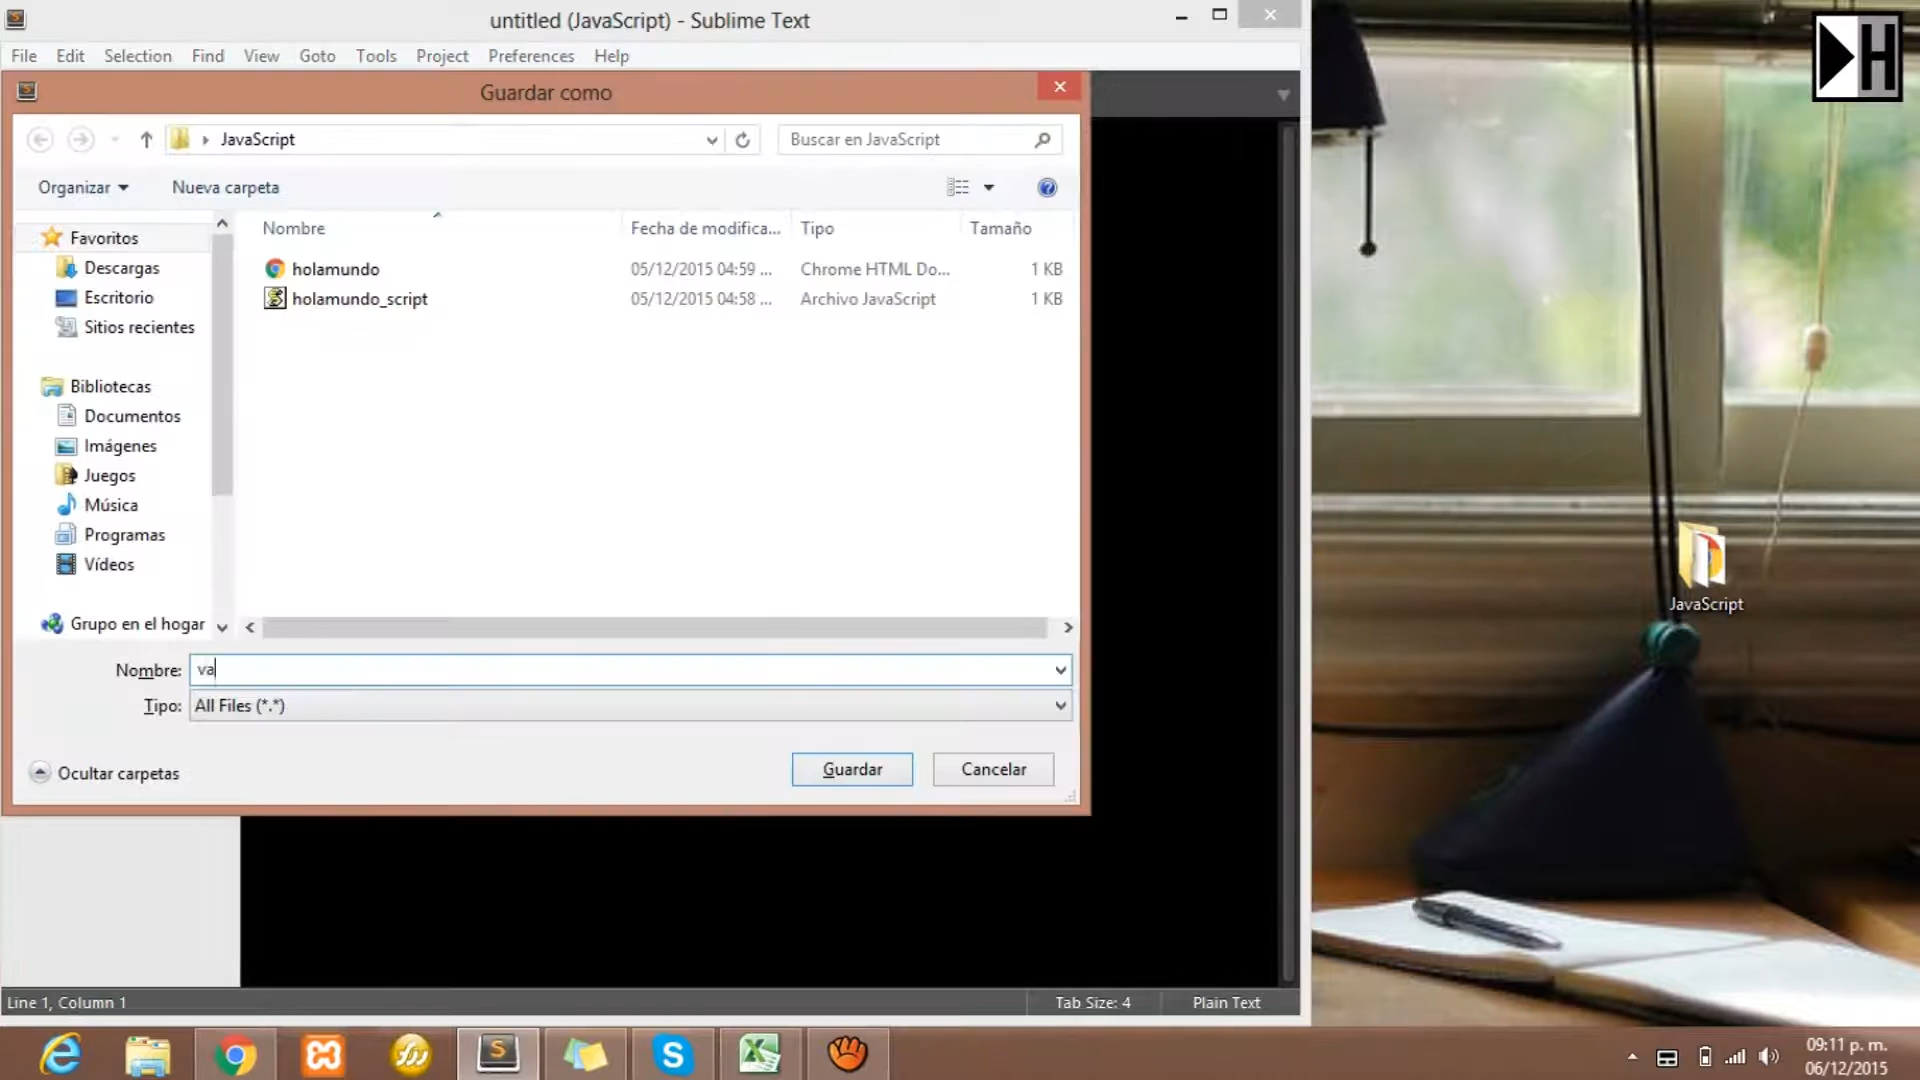 untitled (JavaScript) - Sublime Text
File Edit Selection Find View Goto Tools Project Preferences Help
Guardar como
JavaScript
Buscar en JavaScript
Organizar
Nueva carpeta
Nombre Fecha de modifica... Tipo Tamaño
holamundo 05/12/2015 04:59 ... Chrome HTML Do... 1 KB
holamundo_script 05/12/2015 04:58 ... Archivo JavaScript 1 KB
Favoritos
Descargas
Escritorio
Sitios recientes
Bibliotecas
Documentos
Imágenes
Juegos
Música
Programas
Vídeos
Grupo en el hogar
Nombre: va
Tipo: All Files (*.*)
Ocultar carpetas
Guardar Cancelar
Line 1, Column 1
Tab Size: 4
Plain Text
H
JavaScript
09:11 p. m.
06/12/2015